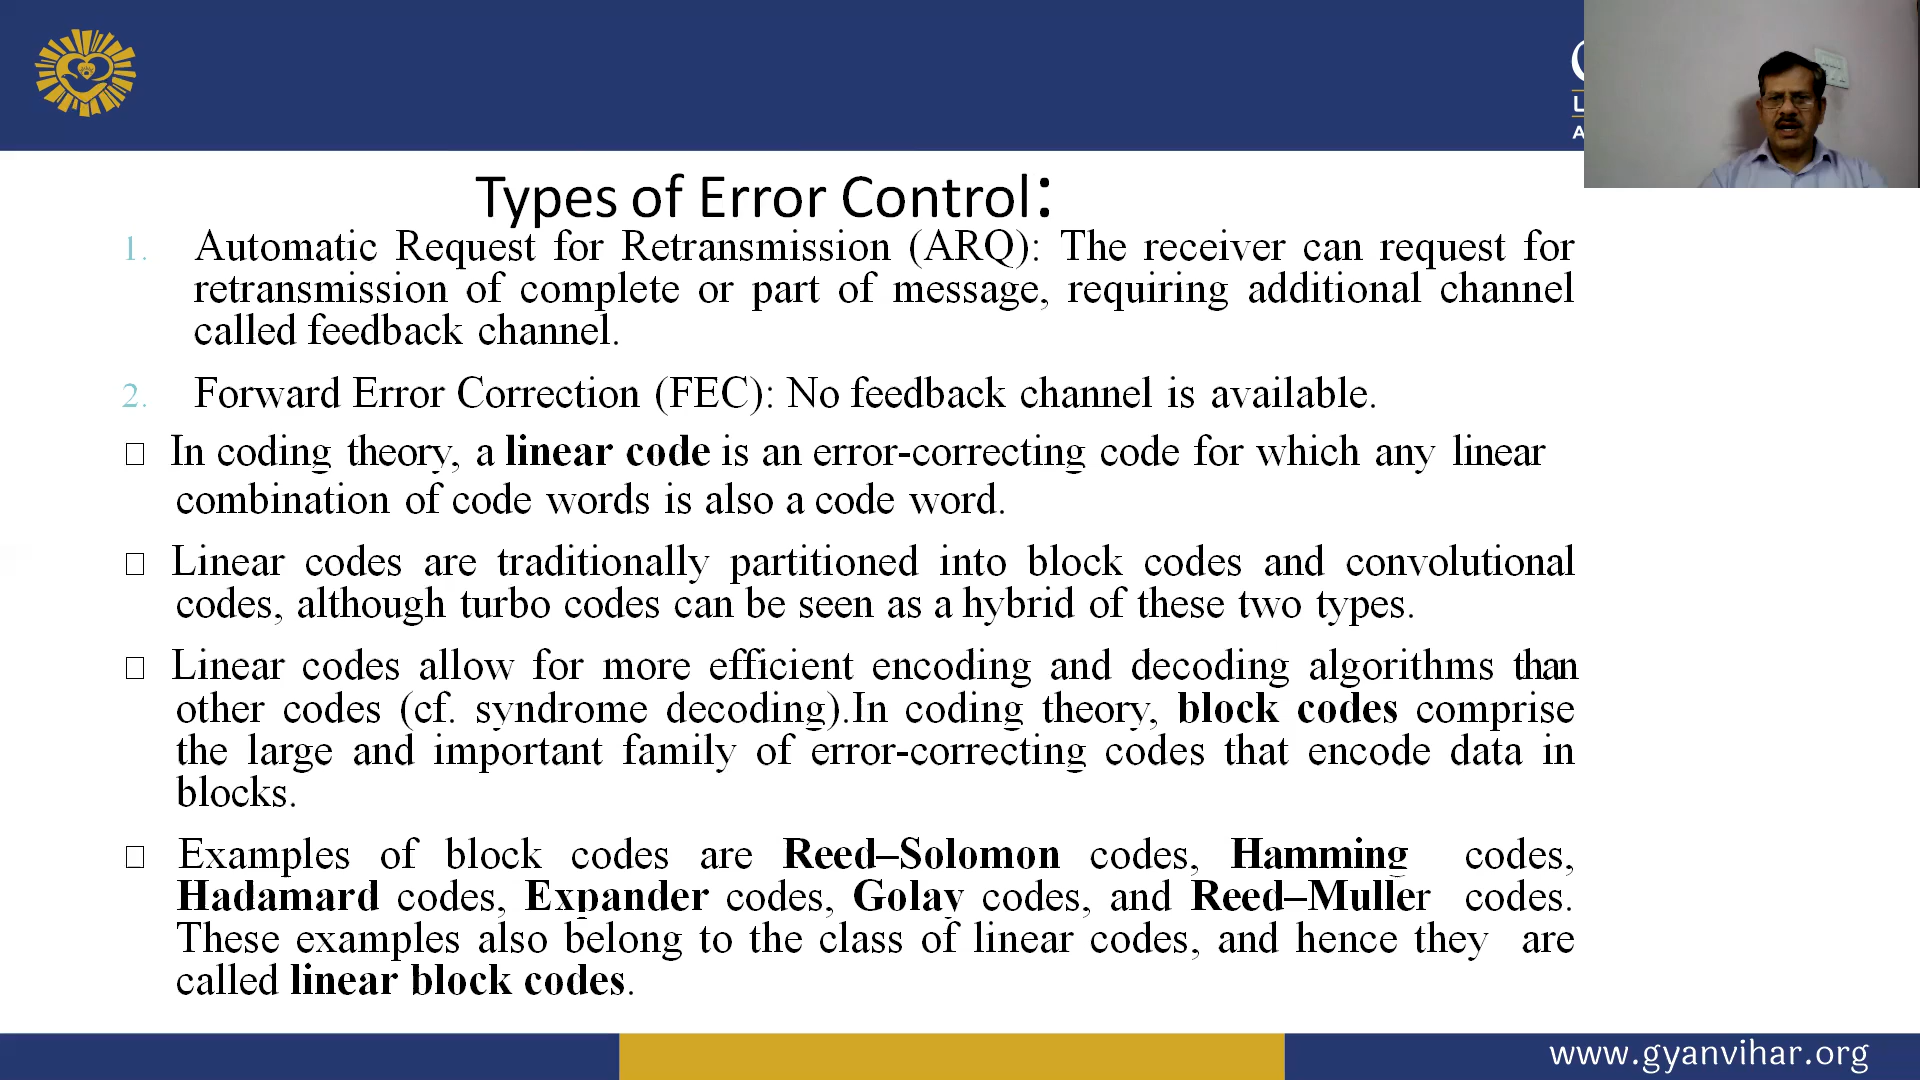 Types of Error Control:
1. Automatic Request for Retransmission (ARQ): The receiver can request for
retransmission of complete or part of message, requiring additional channel
called feedback channel.
2. Forward Error Correction (FEC): No feedback channel is available.
□ In coding theory, a linear code is an error-correcting code for which any linear
combination of code words is also a code word.
□ Linear codes are traditionally partitioned into block codes and convolutional
codes, although turbo codes can be seen as a hybrid of these two types.
□ Linear codes allow for more efficient encoding and decoding algorithms than
other codes (cf. syndrome decoding).In coding theory, block codes comprise
the large and important family of error-correcting codes that encode data in
blocks.
□ Examples of block codes are Reed–Solomon codes, Hamming codes,
Hadamard codes, Expander codes, Golay codes, and Reed–Muller codes.
These examples also belong to the class of linear codes, and hence they are
called linear block codes.
www.gyanvihar.org